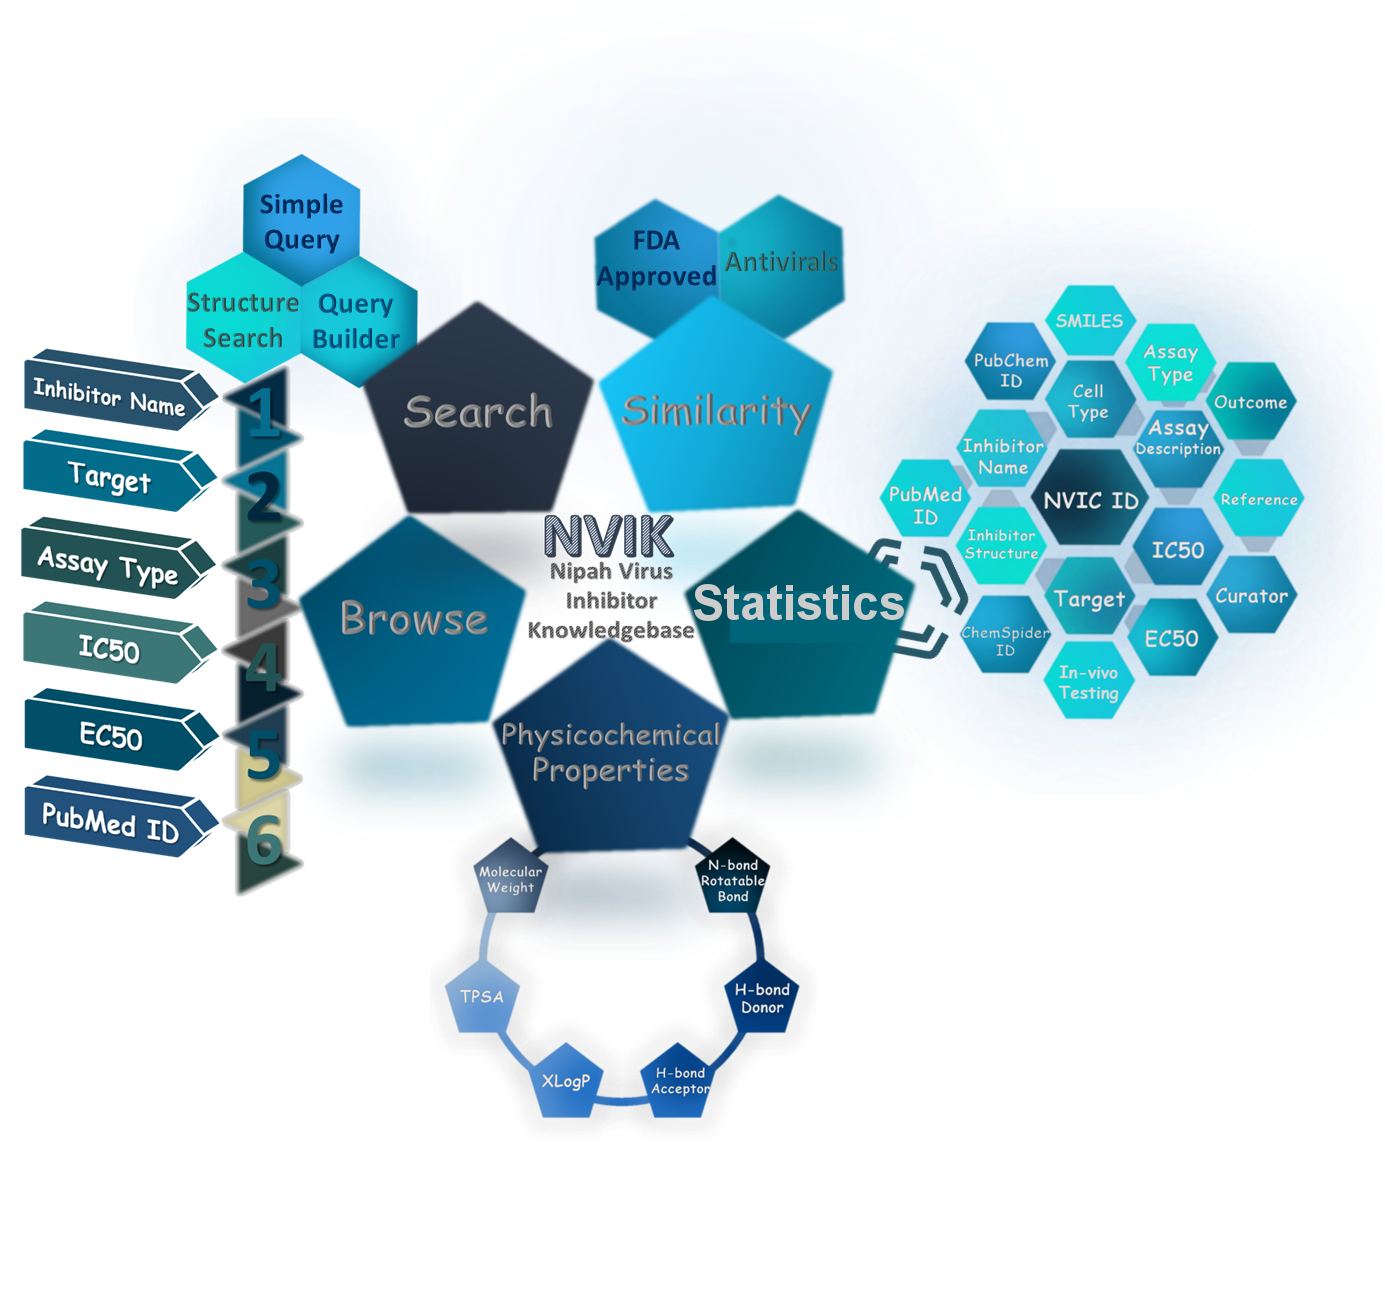 Simple
Query
Structure
Search
Query
Builder
FDA
Approved
Antivirals
Search
Similarity
Browse
Statistics
Physicochemical
Properties
NVIK
Nipah Virus
Inhibitor
Knowledgebase
Inhibitor Name
1
Target
2
Assay Type
3
IC50
4
EC50
5
PubMed ID
6
SMILES
PubChem
ID
Assay
Type
Cell
Type
Outcome
Inhibitor
Name
Assay
Description
PubMed
ID
NVIC ID
Reference
Inhibitor
Structure
IC50
Target
Curator
ChemSpider
ID
EC50
In-vivo
Testing
Molecular
Weight
N-bond
Rotatable
Bond
TPSA
H-bond
Donor
XLogP
H-bond
Acceptor